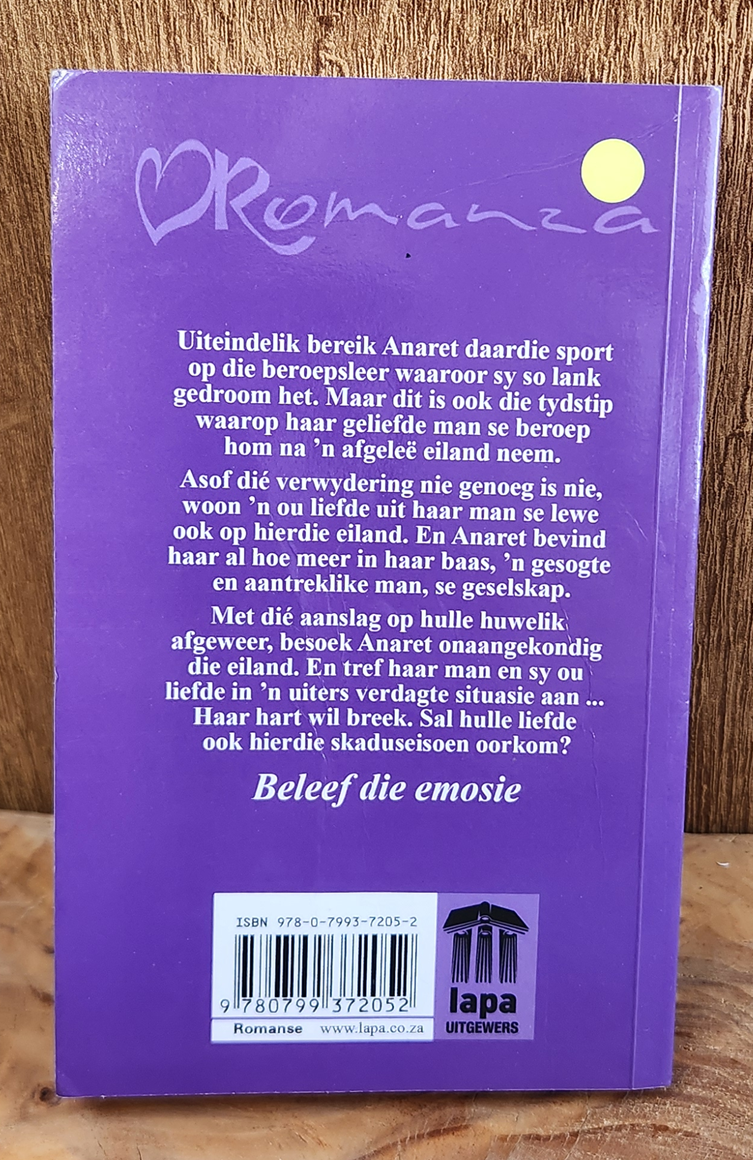 Romanza
Uiteindelik bereik Anaret daardie sport
op die beroepsleer waaroor sy so lank
gedroom het. Maar dit is ook die tydstip
waarop haar geliefde man se beroep
hom na ’n afgeleë eiland neem.
Asof dié verwydering nie genoeg is nie,
woon ’n ou liefde uit haar man se lewe
ook op hierdie eiland. En Anaret bevind
haar al hoe meer in haar baas, ’n gesogte
en aantreklike man, se geselskap.
Met dié aanslag op hulle huwelik
afgeweer, besoek Anaret onaangekondig
die eiland. En tref haar man en sy ou
liefde in ’n uiters verdagte situasie aan ...
Haar hart wil breek. Sal hulle liefde
ook hierdie skaduseisoen oorkom?
Beleef die emosie
ISBN 978-0-7993-7205-2
9 780799 372052
Romanse www.lapa.co.za
lapa
UITGEWERS